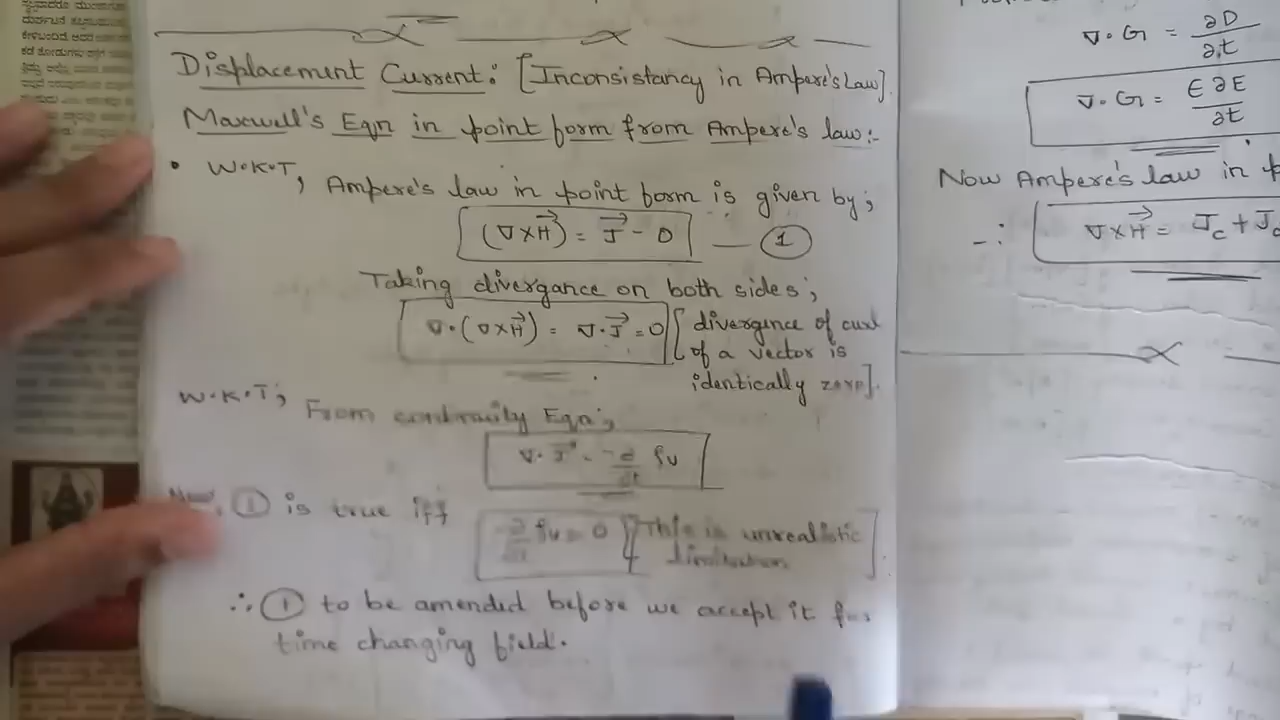 Displacement Current: [Inconsistancy in Ampere's Law]
Maxwell's Eqn in point form from Ampere's law:-
• W.K.T, Ampere's law in point form is given by;
(∇×H⃗) = J⃗ - 0 — ①
Taking divergance on both sides;
∇·(∇×H⃗) = ∇·J⃗ = 0 [divergence of curl
of a vector is
identically zero].
W.K.T; From continuity Eqn;
∇·J⃗ = -∂/∂t ρv
Now, ① is true iff
-∂/∂t ρv = 0 [This is unrealistic
limitation]
∴ ① to be amended before we accept it for
time changing field.
∇·G = ∂D/∂t
∇·G = ∈∂E/∂t
Now Ampere's law in
∴ ∇×H⃗ = Jc + J